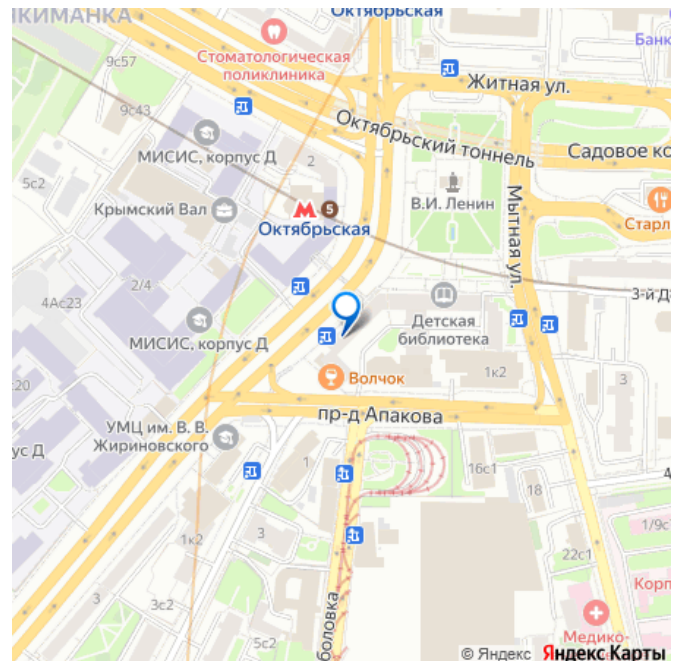 ЯКИМАНКА
Октябрьская
Банк
9с57
Стоматологическая
поликлиника
Житная ул.
9с43
Октябрьский тоннель
МИСИС, корпус Д
2
Садовое ко
5с2
В.И. Ленин
Мытная ул.
Крымский Вал
5
Старл
Октябрьская
2/4
4Ас23
3-й Д
Детская
библиотека
МИСИС, корпус Д
Волчок
1к2
3
с20
пр-д Апакова
УМЦ им. В. В.
Жириновского
ус Д
1
16с1
4
18
3
1к2
1/9с
22с1
3
3с2
Корп
боловка
5с2
Медико-
© Яндекс Яндекс Карты